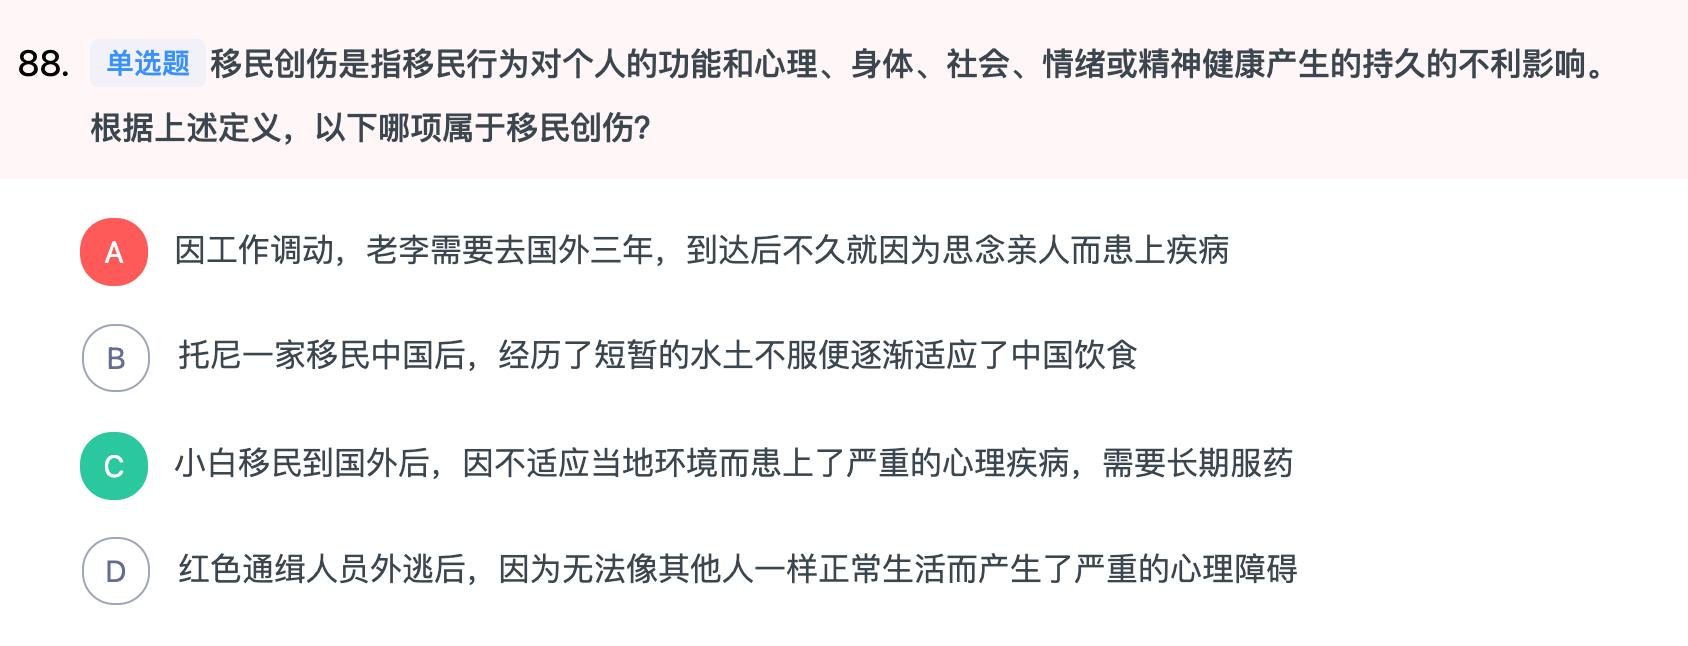 88. 单选题 移民创伤是指移民行为对个人的功能和心理、身体、社会、情绪或精神健康产生的持久的不利影响。
根据上述定义，以下哪项属于移民创伤?
A 因工作调动，老李需要去国外三年，到达后不久就因为思念亲人而患上疾病
B 托尼一家移民中国后，经历了短暂的水土不服便逐渐适应了中国饮食
C 小白移民到国外后，因不适应当地环境而患上了严重的心理疾病，需要长期服药
D 红色通缉人员外逃后，因为无法像其他人一样正常生活而产生了严重的心理障碍